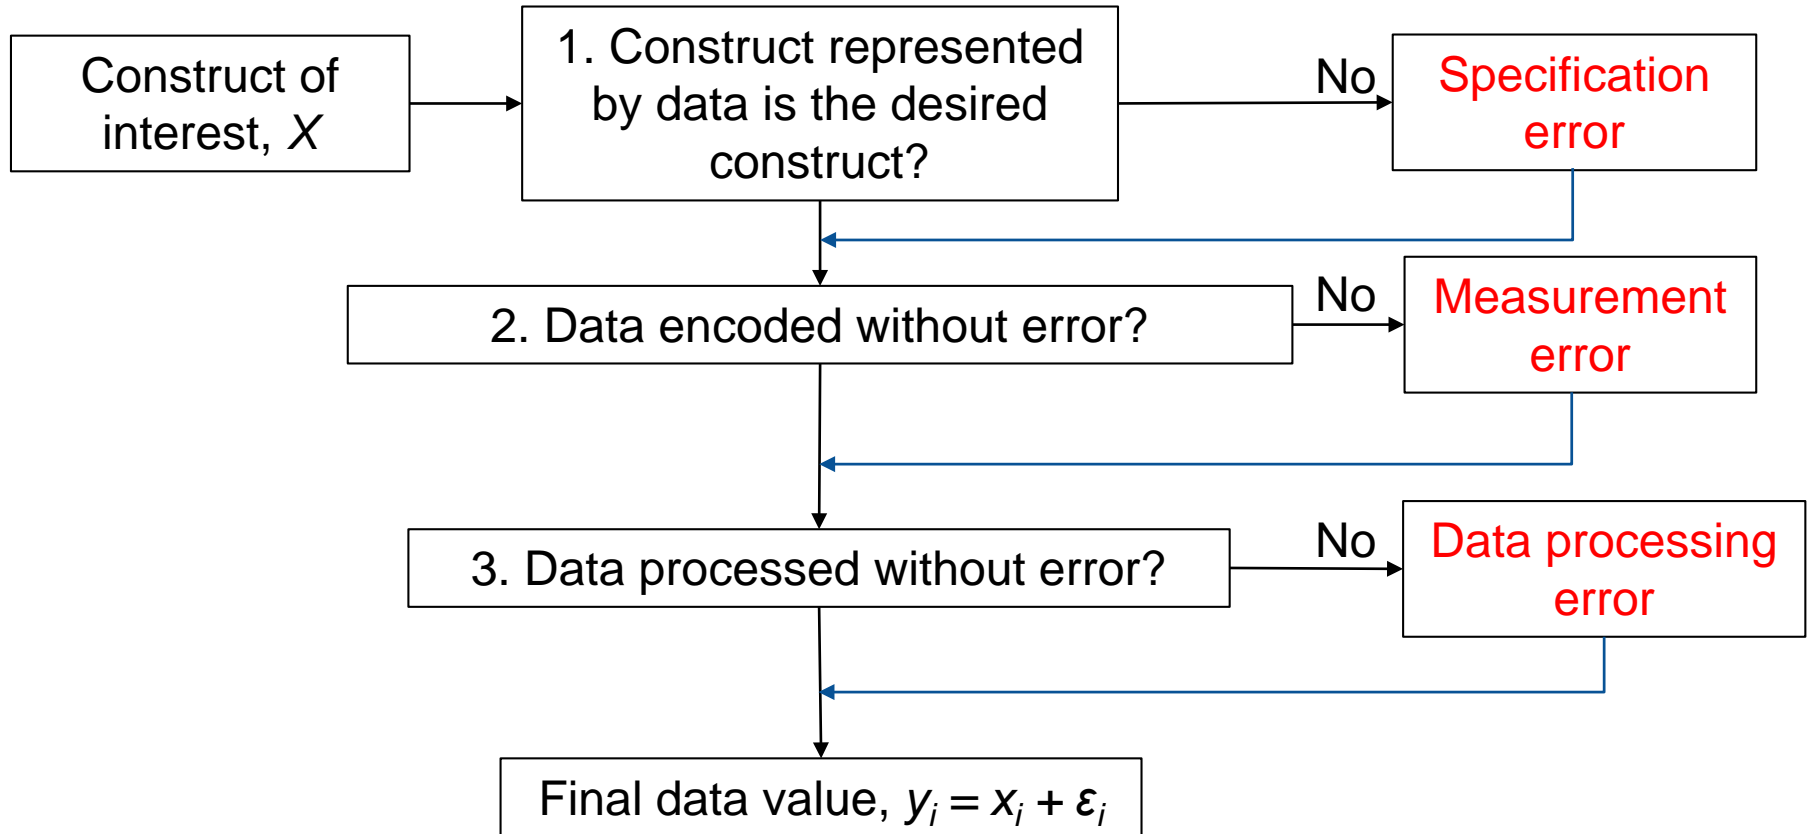 Construct of
interest, X
1. Construct represented
by data is the desired
construct?
No
Specification
error
2. Data encoded without error?
No
Measurement
error
3. Data processed without error?
No
Data processing
error
Final data value, yᵢ = xᵢ + εᵢ